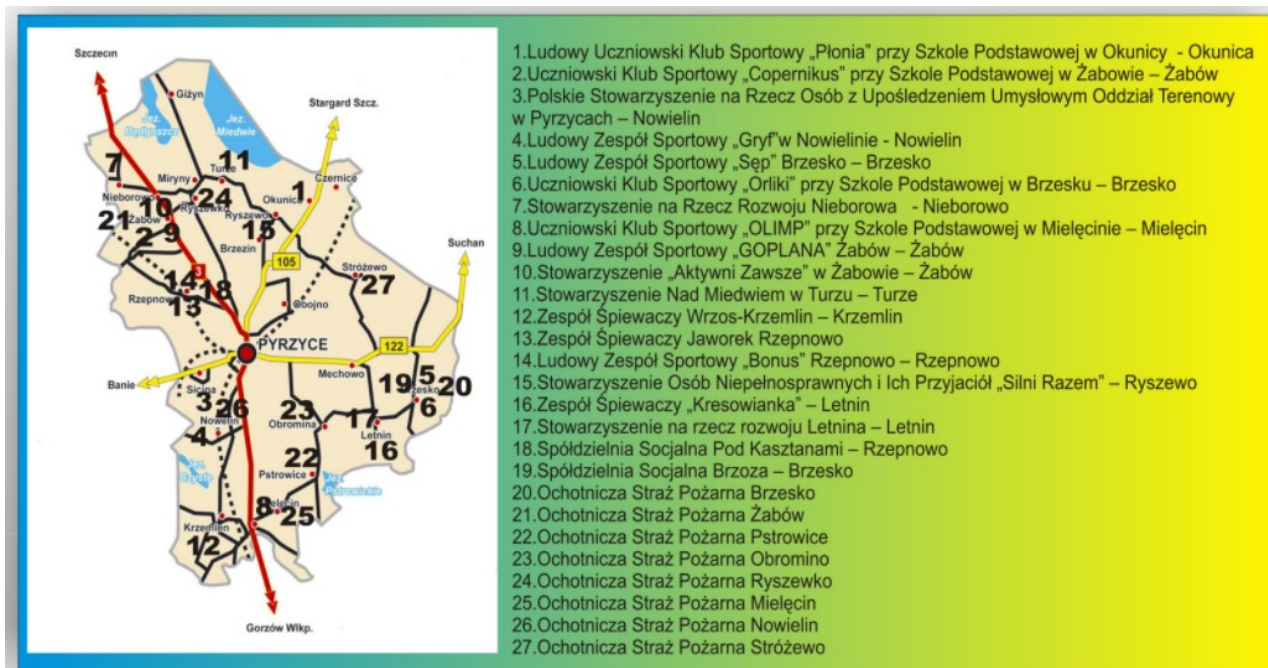 Szczecin
Giżyn
Stargard Szcz.
Jez.
Będgoszcz
Jez.
Miedwie
11
Turze
7
Miryny
Czernice
1
24
Okunica
Nieborowo
10
Ryszewko
Ryszewo
21
Żabów
9
15
2
Brzezin
Suchan
105
Stróżewo
3
14
27
Rzepnowo
18
13
Obojno
PYRZYCE
122
Mechowo
Banie
Sicina
19
5
20
3
26
23
6
Nowelin
17
4
Obromina
Letnin
16
22
Jez.
Czyste
Pstrowice
Jez.
Pstrowickie
8
25
Krzemien
12
Gorzów Wlkp.
1.Ludowy Uczniowski Klub Sportowy „Płonia” przy Szkole Podstawowej w Okunicy - Okunica
2.Uczniowski Klub Sportowy „Copernikus” przy Szkole Podstawowej w Żabowie – Żabów
3.Polskie Stowarzyszenie na Rzecz Osób z Upośledzeniem Umysłowym Oddział Terenowy
w Pyrzycach – Nowielin
4.Ludowy Zespół Sportowy „Gryf”w Nowielinie - Nowielin
5.Ludowy Zespół Sportowy „Sęp” Brzesko – Brzesko
6.Uczniowski Klub Sportowy „Orliki” przy Szkole Podstawowej w Brzesku – Brzesko
7.Stowarzyszenie na Rzecz Rozwoju Nieborowa - Nieborowo
8.Uczniowski Klub Sportowy „OLIMP” przy Szkole Podstawowej w Mielęcinie – Mielęcin
9.Ludowy Zespół Sportowy „GOPLANA” Żabów – Żabów
10.Stowarzyszenie „Aktywni Zawsze” w Żabowie – Żabów
11.Stowarzyszenie Nad Miedwiem w Turzu – Turze
12.Zespół Śpiewaczy Wrzos-Krzemlin – Krzemlin
13.Zespół Śpiewaczy Jaworek Rzepnowo
14.Ludowy Zespół Sportowy „Bonus” Rzepnowo – Rzepnowo
15.Stowarzyszenie Osób Niepełnosprawnych i Ich Przyjaciół „Silni Razem” – Ryszewo
16.Zespół Śpiewaczy „Kresowianka” – Letnin
17.Stowarzyszenie na rzecz rozwoju Letnina – Letnin
18.Spółdzielnia Socjalna Pod Kasztanami – Rzepnowo
19.Spółdzielnia Socjalna Brzoza – Brzesko
20.Ochotnicza Straż Pożarna Brzesko
21.Ochotnicza Straż Pożarna Żabów
22.Ochotnicza Straż Pożarna Pstrowice
23.Ochotnicza Straż Pożarna Obromino
24.Ochotnicza Straż Pożarna Ryszewko
25.Ochotnicza Straż Pożarna Mielęcin
26.Ochotnicza Straż Pożarna Nowielin
27.Ochotnicza Straż Pożarna Stróżewo